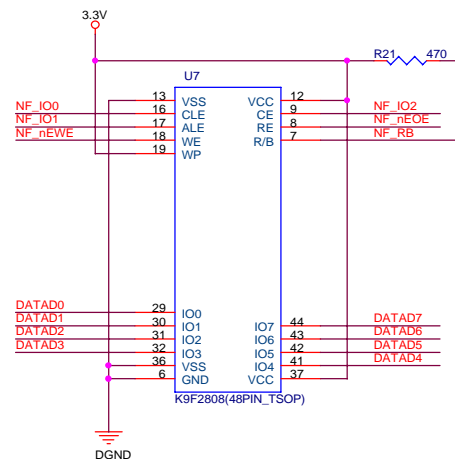 3.3V
R21 470
U7
13 VSS VCC 12
NF_IO0 16 CLE CE 9 NF_IO2
NF_IO1 17 ALE RE 8 NF_nEOE
NF_nEWE 18 WE R/B 7 NF_RB
19 WP
DATAD0 29 IO0
DATAD1 30 IO1 IO7 44 DATAD7
DATAD2 31 IO2 IO6 43 DATAD6
DATAD3 32 IO3 IO5 42 DATAD5
36 VSS IO4 41 DATAD4
6 GND VCC 37
K9F2808(48PIN_TSOP)
DGND